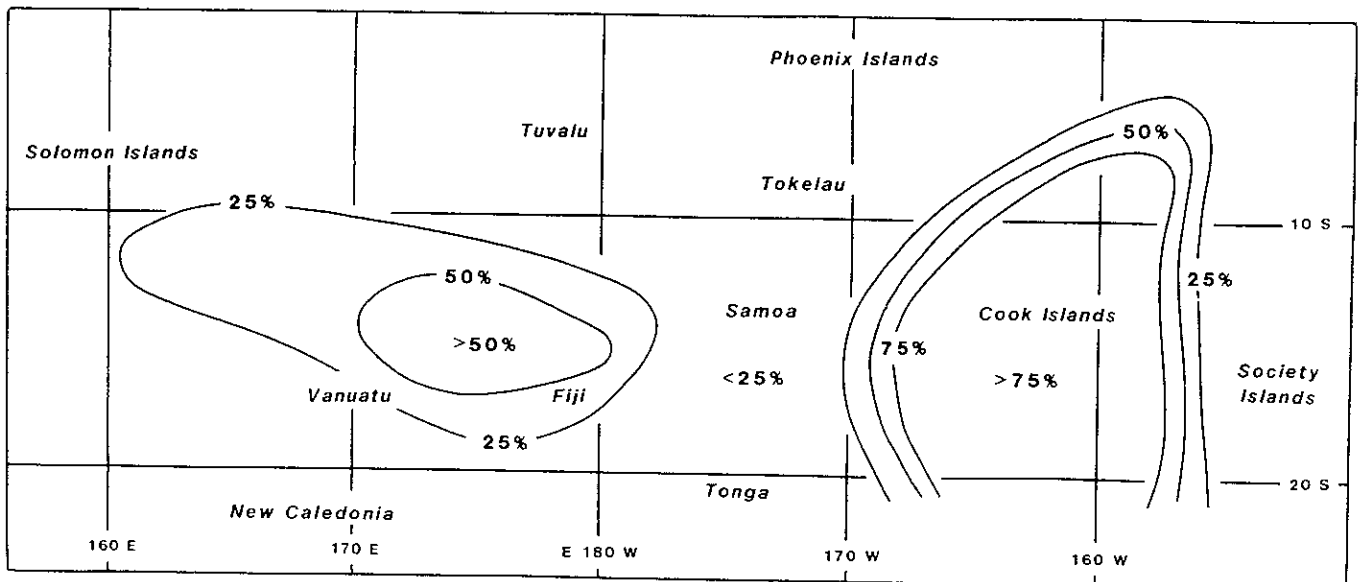 Phoenix Islands
Tuvalu
50%
Solomon Islands
Tokelau
25%
10 S
50%
25%
Samoa
Cook Islands
>50%
75%
<25%
>75%
Society
Islands
Vanuatu
Fiji
25%
Tonga
20 S
New Caledonia
160 E
170 E
E 180 W
170 W
160 W